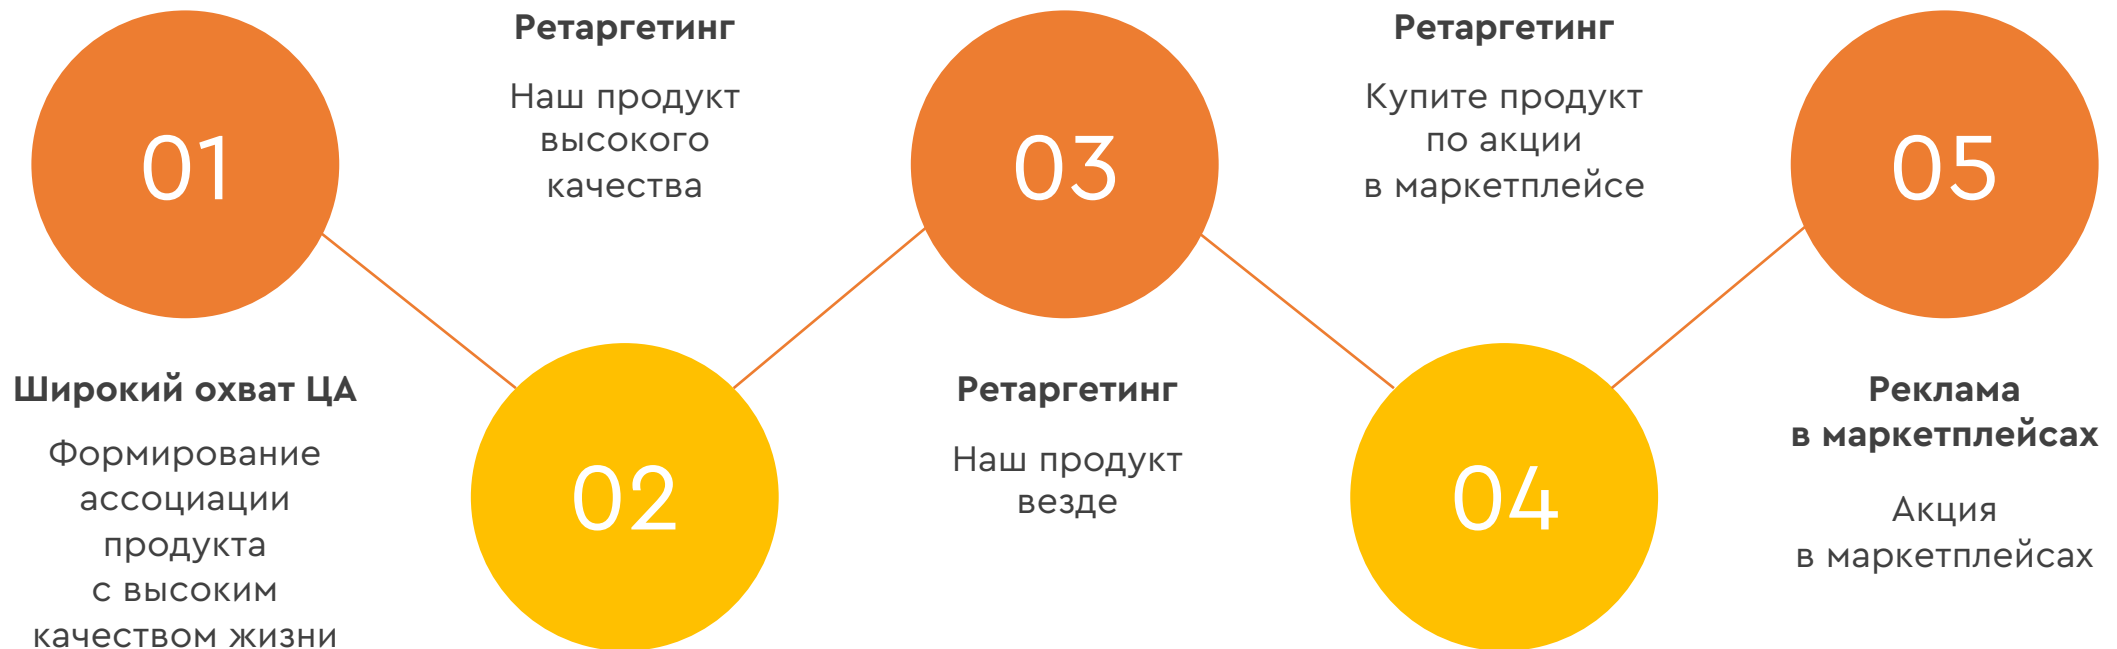 01
Широкий охват ЦА
Формирование
ассоциации
продукта
с высоким
качеством жизни
Ретаргетинг
Наш продукт
высокого
качества
02
03
Ретаргетинг
Наш продукт
везде
Ретаргетинг
Купите продукт
по акции
в маркетплейсе
04
05
Реклама
в маркетплейсах
Акция
в маркетплейсах